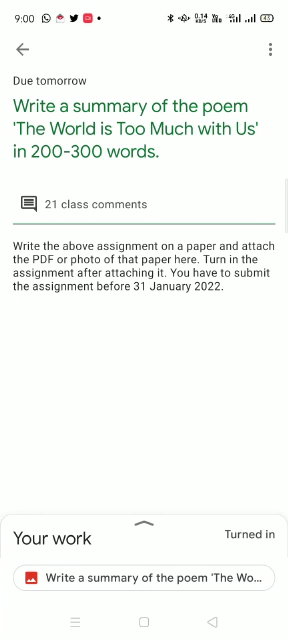 9:00
Due tomorrow
Write a summary of the poem
'The World is Too Much with Us'
in 200-300 words.
21 class comments
Write the above assignment on a paper and attach
the PDF or photo of that paper here. Turn in the
assignment after attaching it. You have to submit
the assignment before 31 January 2022.
Your work
Turned in
Write a summary of the poem 'The Wo...